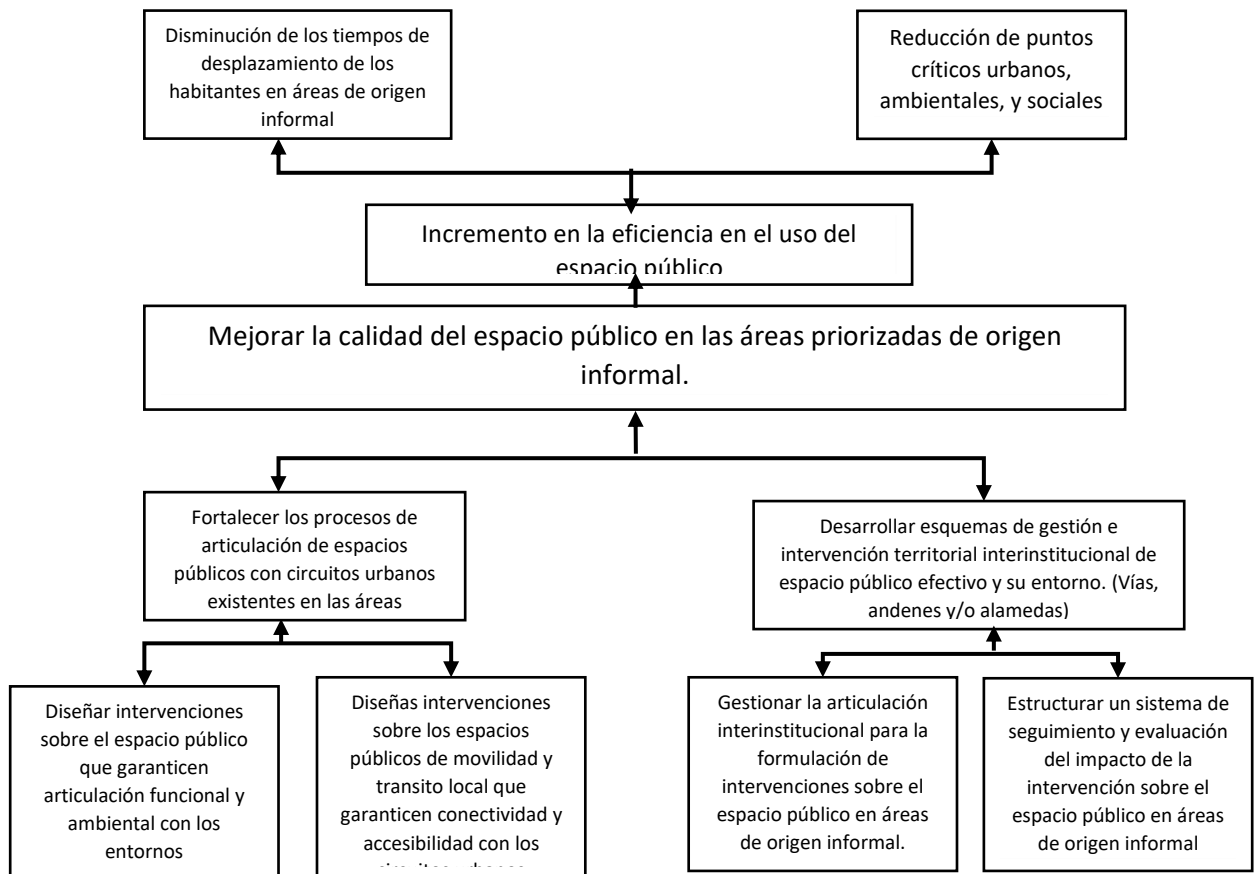 Disminución de los tiempos de
desplazamiento de los
habitantes en áreas de origen
informal
Reducción de puntos
críticos urbanos,
ambientales, y sociales
Incremento en la eficiencia en el uso del
espacio público
Mejorar la calidad del espacio público en las áreas priorizadas de origen
informal.
Fortalecer los procesos de
articulación de espacios
públicos con circuitos urbanos
existentes en las áreas
Desarrollar esquemas de gestión e
intervención territorial interinstitucional de
espacio público efectivo y su entorno. (Vías,
andenes y/o alamedas)
Diseñar intervenciones
sobre el espacio público
que garanticen
articulación funcional y
ambiental con los
entornos
Diseñas intervenciones
sobre los espacios
públicos de movilidad y
transito local que
garanticen conectividad y
accesibilidad con los
Gestionar la articulación
interinstitucional para la
formulación de
intervenciones sobre el
espacio público en áreas
de origen informal.
Estructurar un sistema de
seguimiento y evaluación
del impacto de la
intervención sobre el
espacio público en áreas
de origen informal